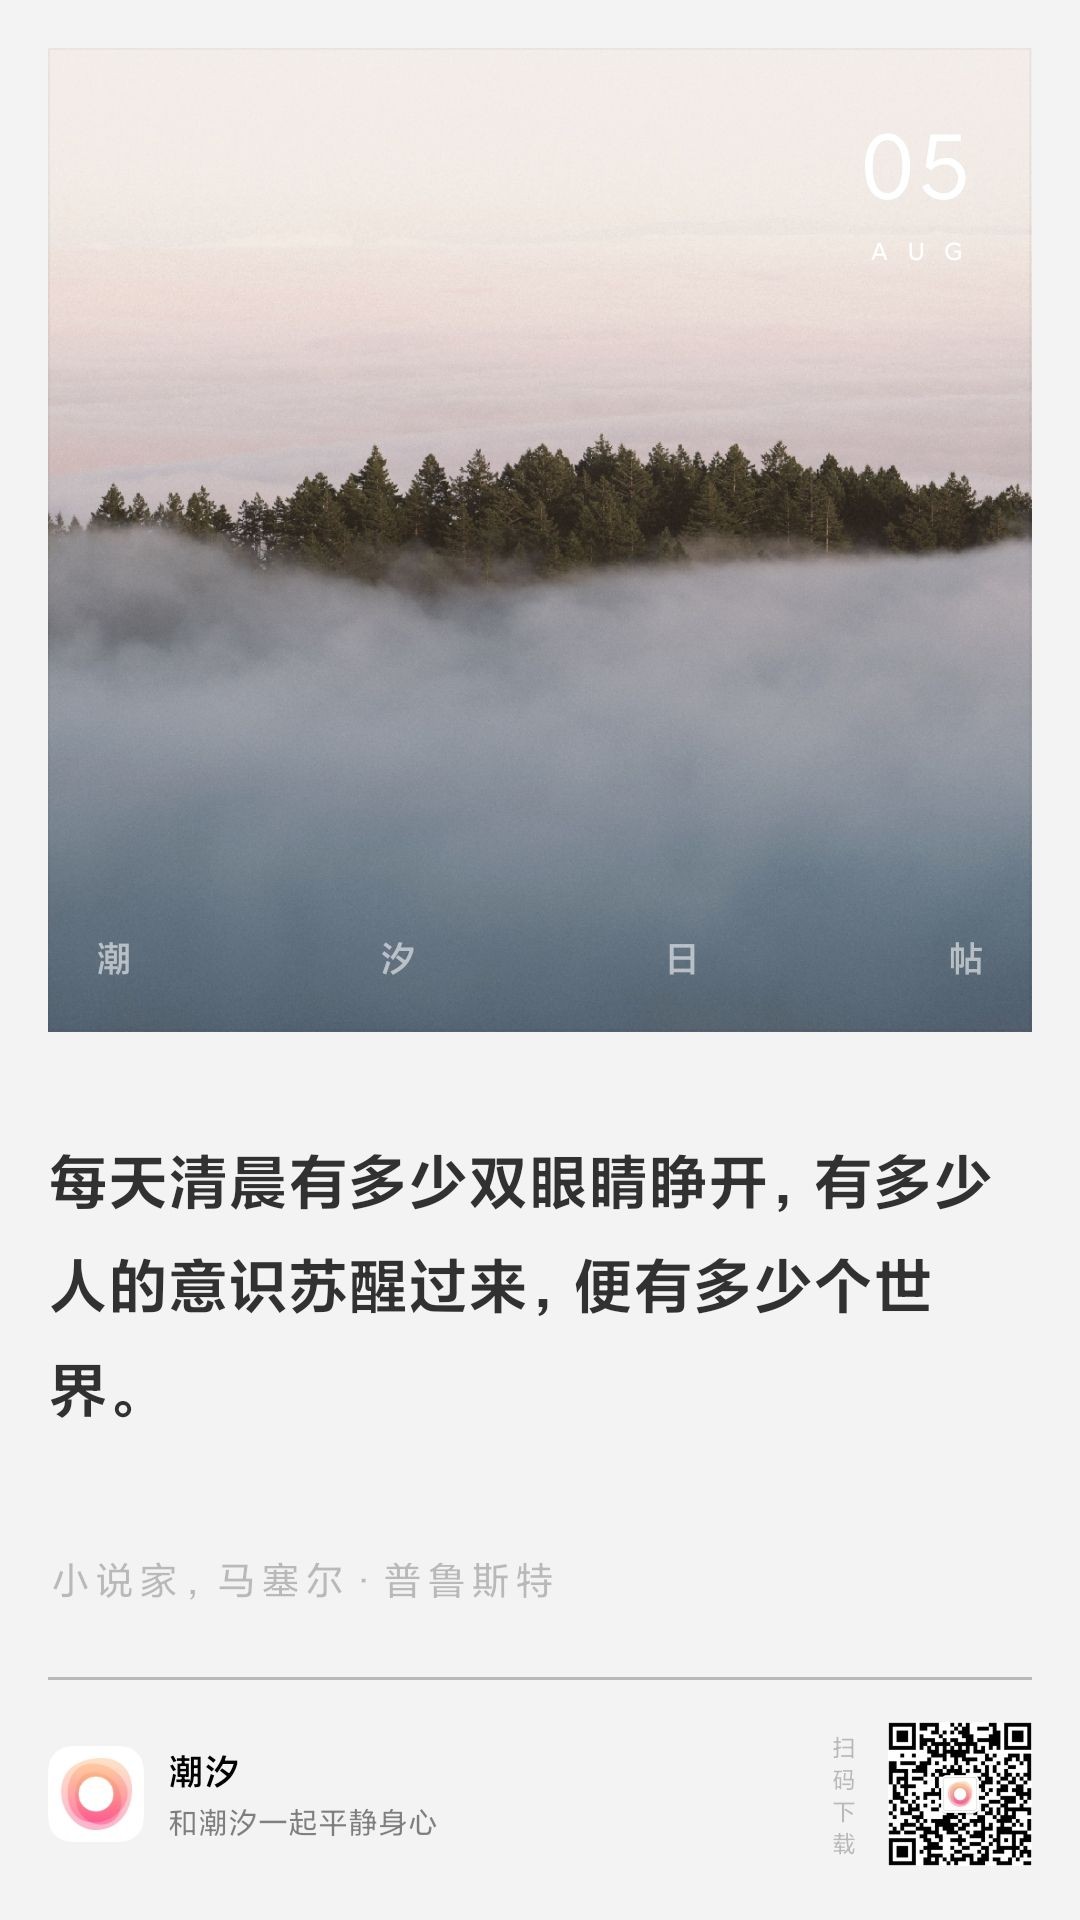 05
AUG
潮汐日帖
每天清晨有多少双眼睛睁开，有多少
人的意识苏醒过来，便有多少个世
界。
小说家，马塞尔·普鲁斯特
潮汐
和潮汐一起平静身心
扫码下载